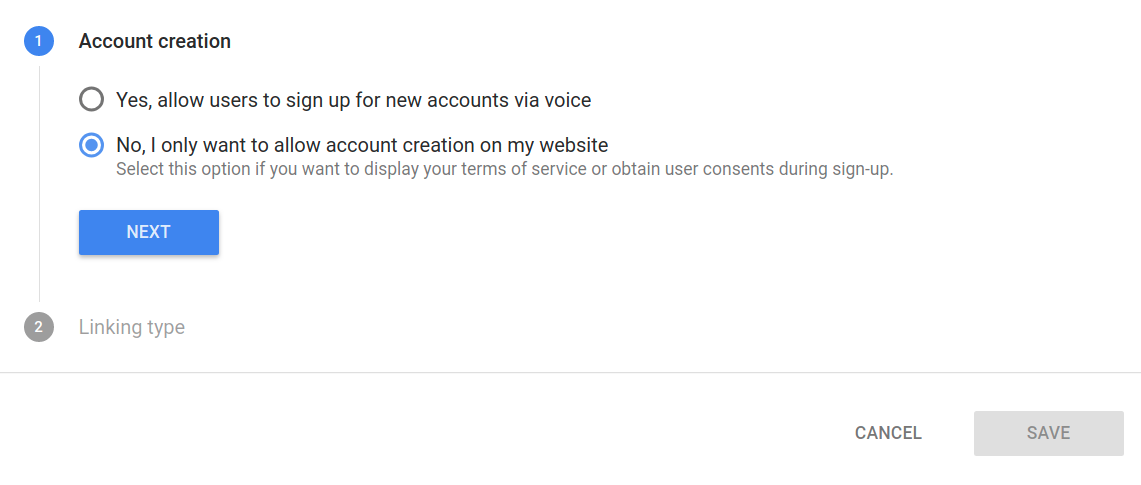 1 Account creation
Yes, allow users to sign up for new accounts via voice
No, I only want to allow account creation on my website
Select this option if you want to display your terms of service or obtain user consents during sign-up.
NEXT
2 Linking type
CANCEL SAVE